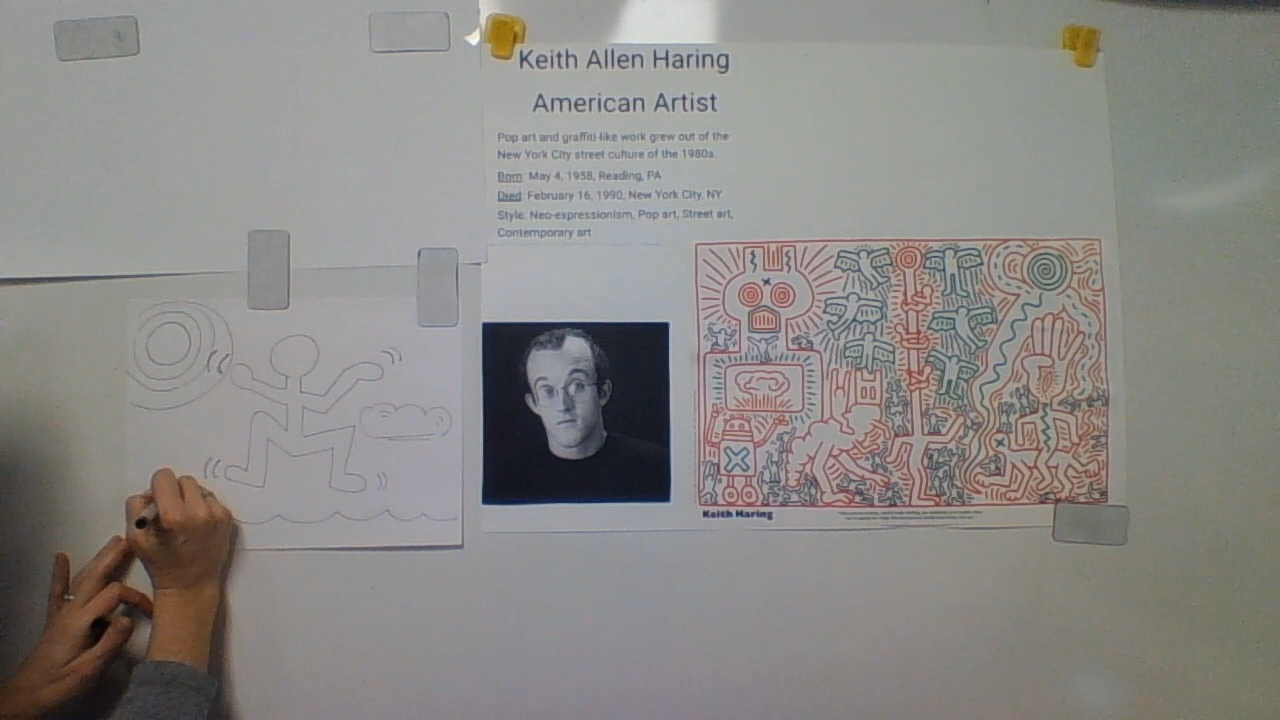 Keith Allen Haring
American Artist
Pop art and graffiti-like work grew out of the
New York City street culture of the 1980s.
Born: May 4, 1958, Reading, PA
Died: February 16, 1990, New York City, NY
Style: Neo-expressionism, Pop art, Street art,
Contemporary art
Keith Haring